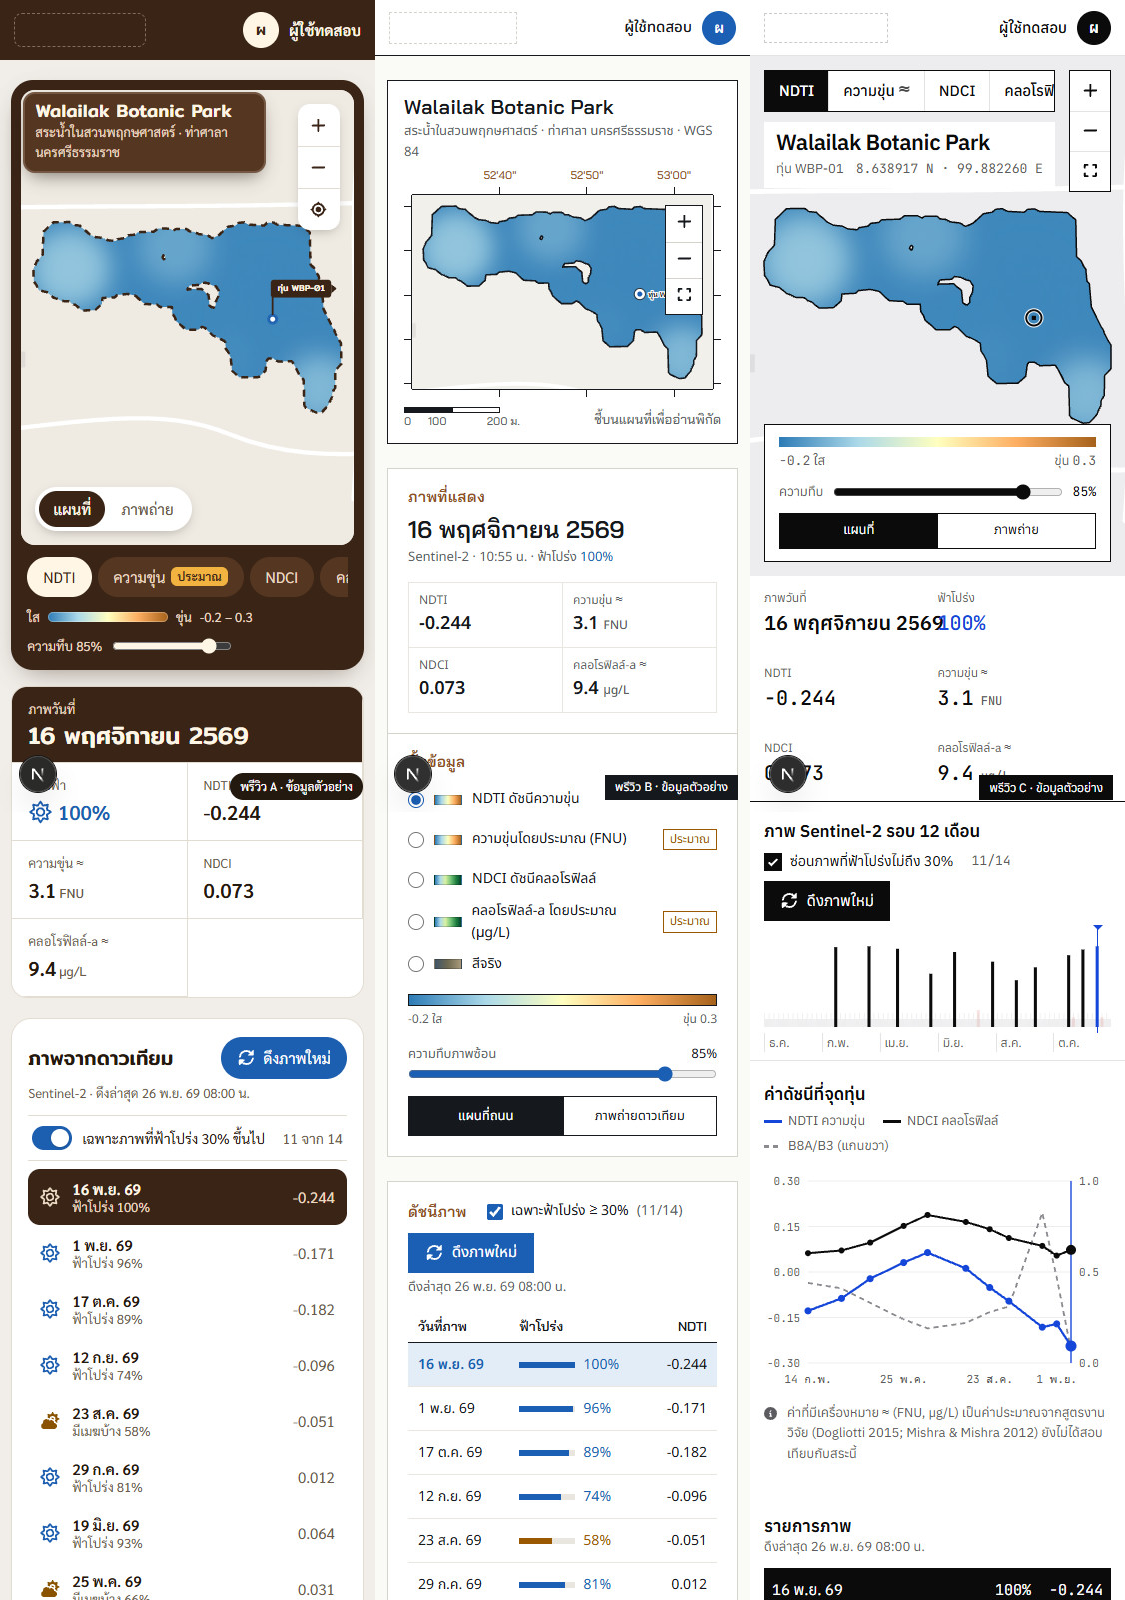 ผ ผู้ใช้ทดสอบ
Walailak Botanic Park
สระน้ำในสวนพฤกษศาสตร์ · ท่าศาลา
นครศรีธรรมราช
+
−
ทุ่น WBP-01
แผนที่ ภาพถ่าย
NDTI ความขุ่น ประมาณ NDCI
ใส ขุ่น -0.2 – 0.3
ความทึบ 85%
ภาพวันที่
16 พฤศจิกายน 2569
N
พรีวิว A · ข้อมูลตัวอย่าง
100% -0.244
ความขุ่น ≈ NDCI
3.1 FNU 0.073
คลอโรฟิลล์-a ≈
9.4 µg/L
ภาพจากดาวเทียม ดึงภาพใหม่
Sentinel-2 · ดึงล่าสุด 26 พ.ย. 69 08:00 น.
เฉพาะภาพที่ฟ้าโปร่ง 30% ขึ้นไป 11 จาก 14
16 พ.ย. 69
ฟ้าโปร่ง 100% -0.244
1 พ.ย. 69
ฟ้าโปร่ง 96% -0.171
17 ต.ค. 69
ฟ้าโปร่ง 89% -0.182
12 ก.ย. 69
ฟ้าโปร่ง 74% -0.096
23 ส.ค. 69
มีเมฆบ้าง 58% -0.051
29 ก.ค. 69
ฟ้าโปร่ง 81% 0.012
19 มิ.ย. 69
ฟ้าโปร่ง 93% 0.064
25 พ.ค. 69
มีเมฆบ้าง 66% 0.031
ผู้ใช้ทดสอบ ผ
Walailak Botanic Park
สระน้ำในสวนพฤกษศาสตร์ · ท่าศาลา นครศรีธรรมราช · WGS
84
52'40" 52'50" 53'00"
+
−
0 100 200 ม. ชี้บนแผนที่เพื่ออ่านพิกัด
ภาพที่แสดง
16 พฤศจิกายน 2569
Sentinel-2 · 10:55 น. · ฟ้าโปร่ง 100%
NDTI ความขุ่น ≈
-0.244 3.1 FNU
NDCI คลอโรฟิลล์-a ≈
0.073 9.4 µg/L
ข้อมูล
N
พรีวิว B · ข้อมูลตัวอย่าง
NDTI ดัชนีความขุ่น
ความขุ่นโดยประมาณ (FNU) ประมาณ
NDCI ดัชนีคลอโรฟิลล์
คลอโรฟิลล์-a โดยประมาณ
(µg/L) ประมาณ
สีจริง
-0.2 ใส ขุ่น 0.3
ความทึบภาพซ้อน 85%
แผนที่ถนน ภาพถ่ายดาวเทียม
ดัชนีภาพ เฉพาะฟ้าโปร่ง ≥ 30% (11/14)
ดึงภาพใหม่
ดึงล่าสุด 26 พ.ย. 69 08:00 น.
วันที่ภาพ ฟ้าโปร่ง NDTI
16 พ.ย. 69 100% -0.244
1 พ.ย. 69 96% -0.171
17 ต.ค. 69 89% -0.182
12 ก.ย. 69 74% -0.096
23 ส.ค. 69 58% -0.051
29 ก.ค. 69 81% 0.012
ผู้ใช้ทดสอบ ผ
NDTI ความขุ่น ≈ NDCI คลอโรฟิ
+
−
Walailak Botanic Park
ทุ่น WBP-01 8.638917 N · 99.882260 E
-0.2 ใส ขุ่น 0.3
ความทึบ 85%
แผนที่ ภาพถ่าย
ภาพวันที่ ฟ้าโปร่ง
16 พฤศจิกายน 2569 100%
NDTI ความขุ่น ≈
-0.244 3.1 FNU
NDCI คลอโรฟิลล์-a ≈
N 73 9.4
พรีวิว C · ข้อมูลตัวอย่าง
ภาพ Sentinel-2 รอบ 12 เดือน
ซ่อนภาพที่ฟ้าโปร่งไม่ถึง 30% 11/14
ดึงภาพใหม่
ธ.ค. ก.พ. เม.ย. มิ.ย. ส.ค. ต.ค.
ค่าดัชนีที่จุดทุ่น
NDTI ความขุ่น NDCI คลอโรฟิลล์
B8A/B3 (แกนขวา)
0.30 1.0
0.15
0.00 0.5
-0.15
-0.30 0.0
14 ก.พ. 25 พ.ค. 23 ส.ค. 1 พ.ย.
ค่าที่มีเครื่องหมาย ≈ (FNU, µg/L) เป็นค่าประมาณจากสูตรงาน
วิจัย (Dogliotti 2015; Mishra & Mishra 2012) ยังไม่ได้สอบ
เทียบกับสระนี้
รายการภาพ
ดึงล่าสุด 26 พ.ย. 69 08:00 น.
16 พ.ย. 69 100% -0.244